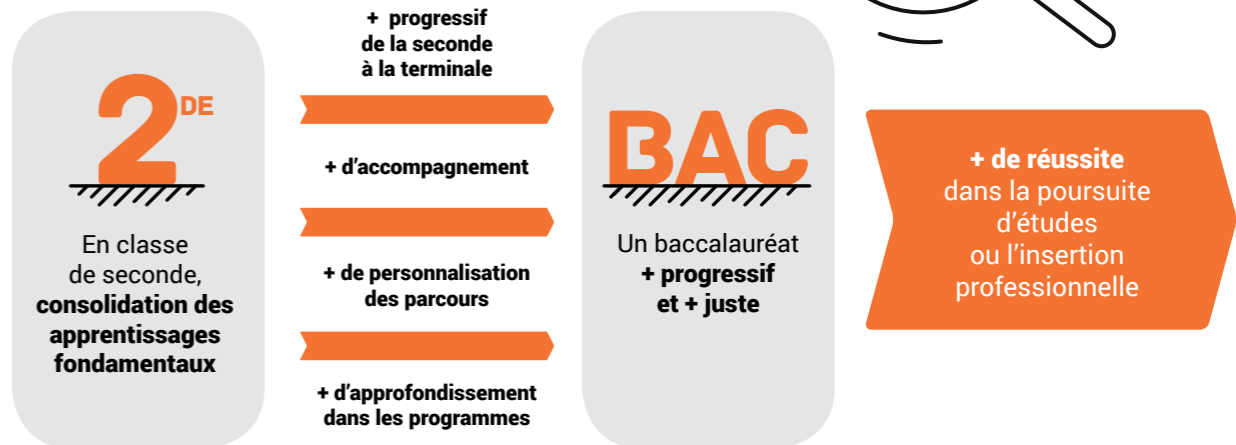 2DE
En classe
de seconde,
consolidation des
apprentissages
fondamentaux
+ progressif
de la seconde
à la terminale
+ d'accompagnement
+ de personnalisation
des parcours
+ d'approfondissement
dans les programmes
BAC
Un baccalauréat
+ progressif
et + juste
+ de réussite
dans la poursuite
d'études
ou l'insertion
professionnelle